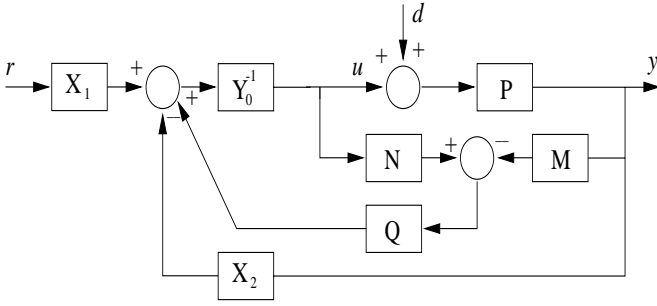 d
r X₁ + + − Y₀⁻¹ u + + P y
N + − M
Q
X₂